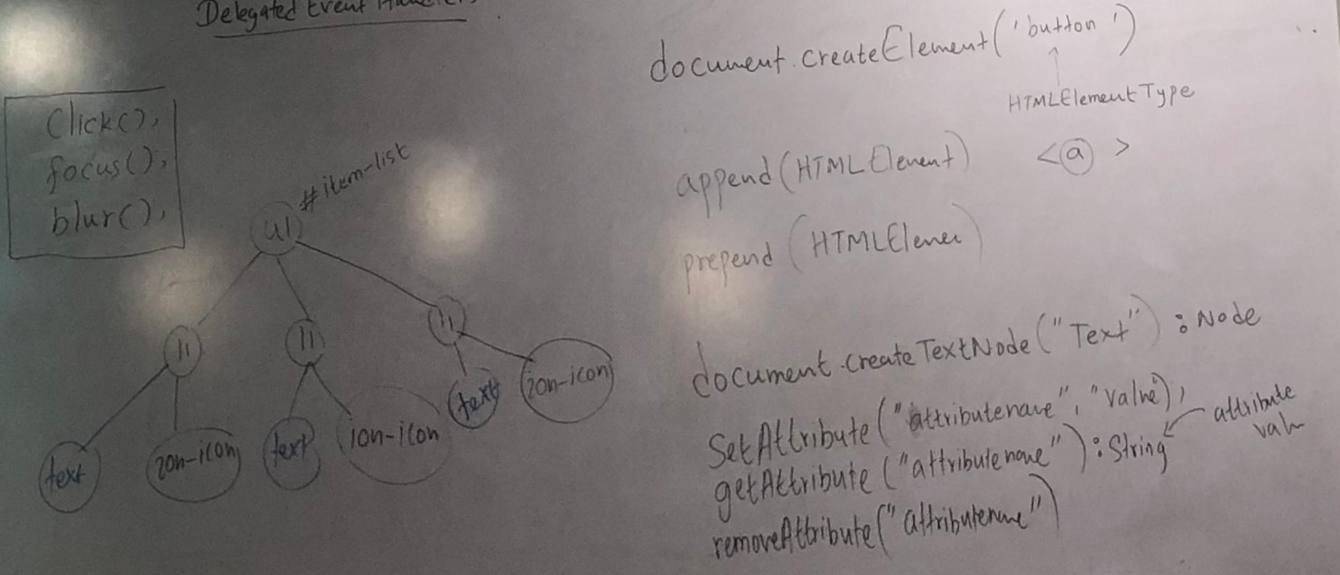 Delegated Event
Click(),
focus(),
blur(),
#item-list
ul
li
li
li
text
ion-icon
text
ion-icon
text
ion-icon
document.createElement('button')
HTMLElementType
append(HTMLElement)
<a>
prepend(HTMLElemen)
document.createTextNode("Text") : Node
SetAttribute("attributename", "value"),
getAttribute("attributename") : String
attribute
valu
removeAttribute("attributename")